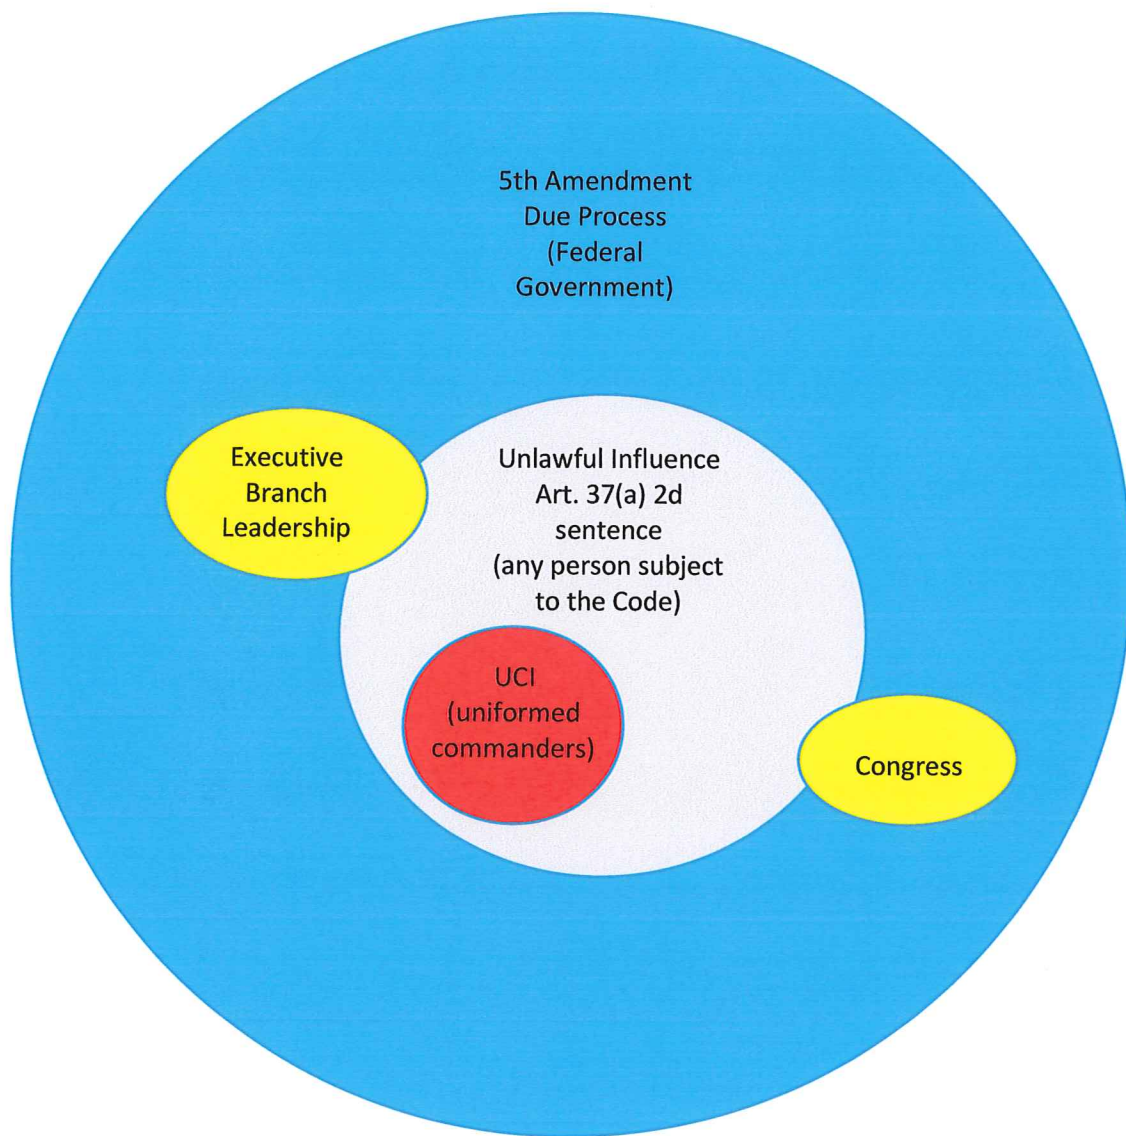 5th Amendment
Due Process
(Federal
Government)
Executive
Branch
Leadership
Unlawful Influence
Art. 37(a) 2d
sentence
(any person subject
to the Code)
UCI
(uniformed
commanders)
Congress